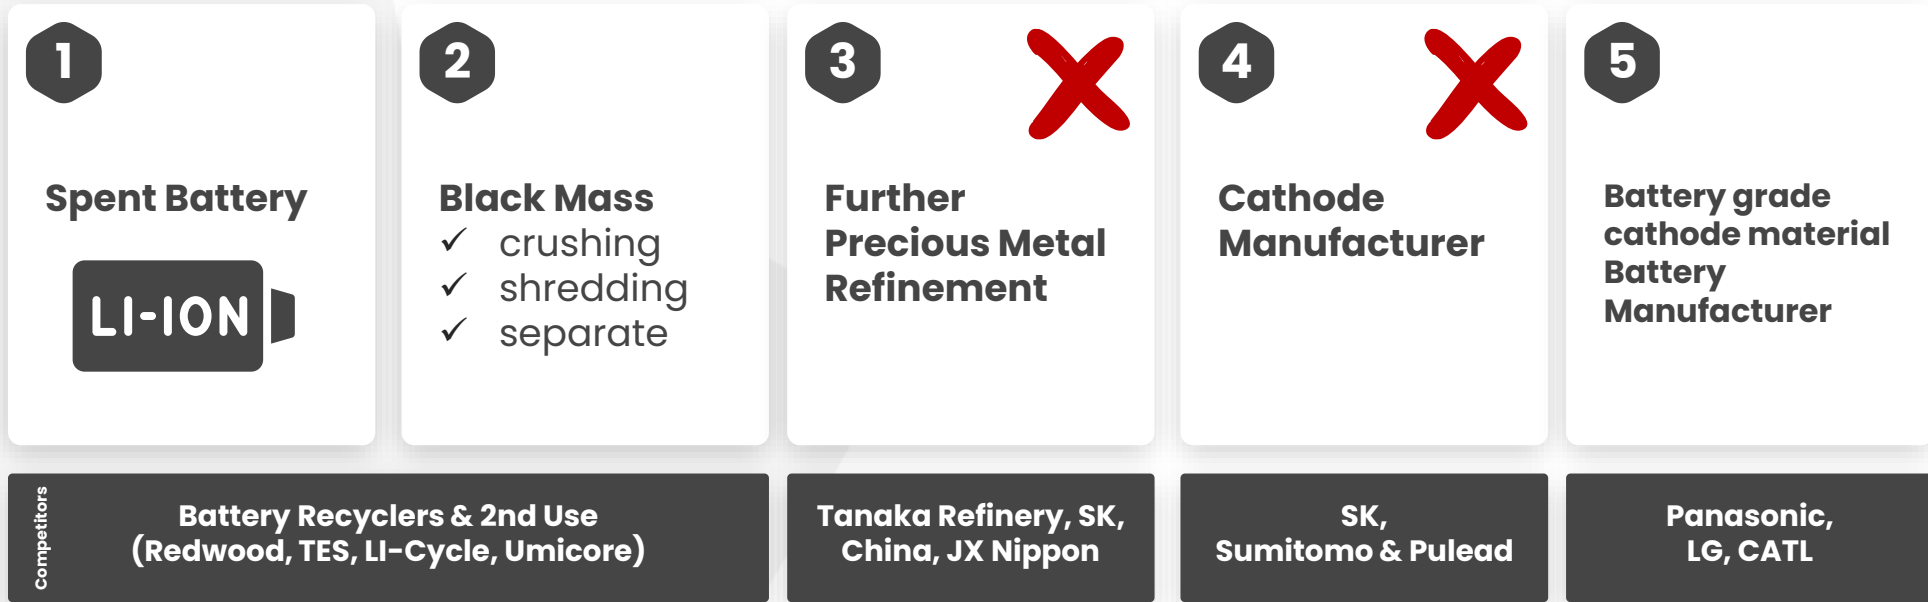 1
Spent Battery
LI-ION
2
Black Mass
✓ crushing
✓ shredding
✓ separate
3
Further
Precious Metal
Refinement
4
Cathode
Manufacturer
5
Battery grade
cathode material
Battery
Manufacturer
Competitors
Battery Recyclers & 2nd Use
(Redwood, TES, LI-Cycle, Umicore)
Tanaka Refinery, SK,
China, JX Nippon
SK,
Sumitomo & Pulead
Panasonic,
LG, CATL